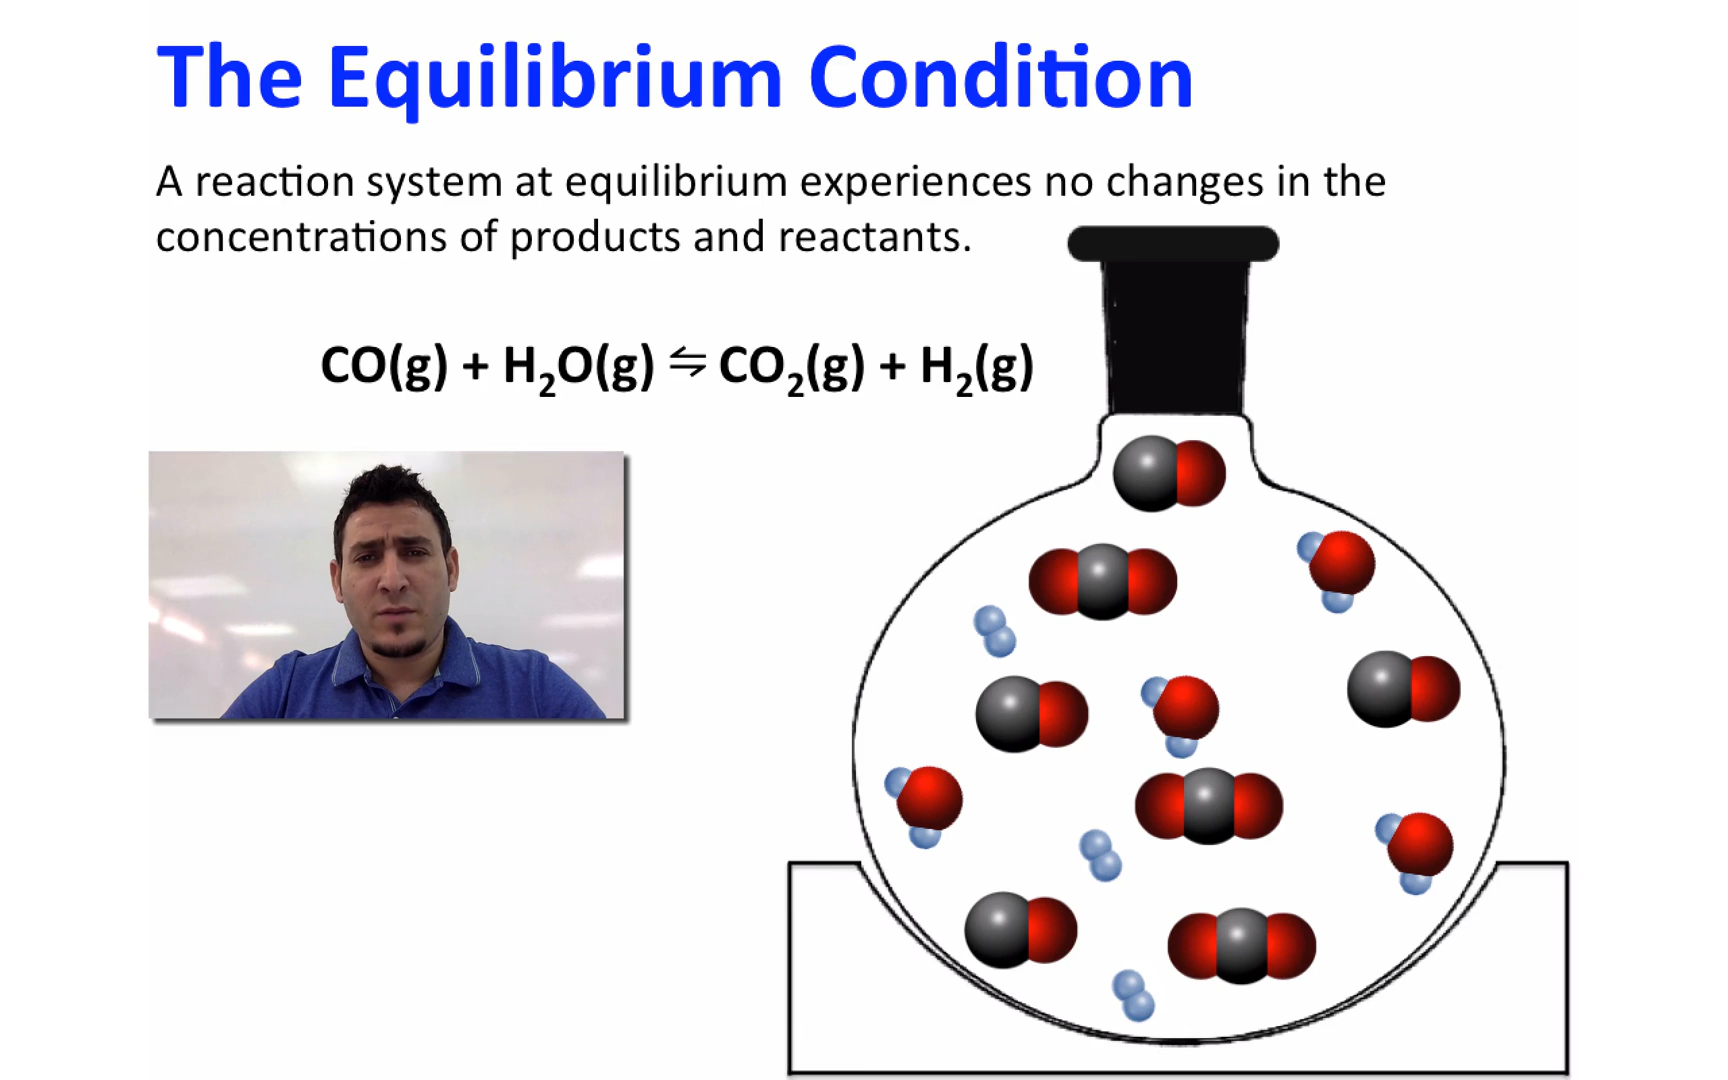 The Equilibrium Condition
A reaction system at equilibrium experiences no changes in the
concentrations of products and reactants.
CO(g) + H₂O(g) ⇋ CO₂(g) + H₂(g)